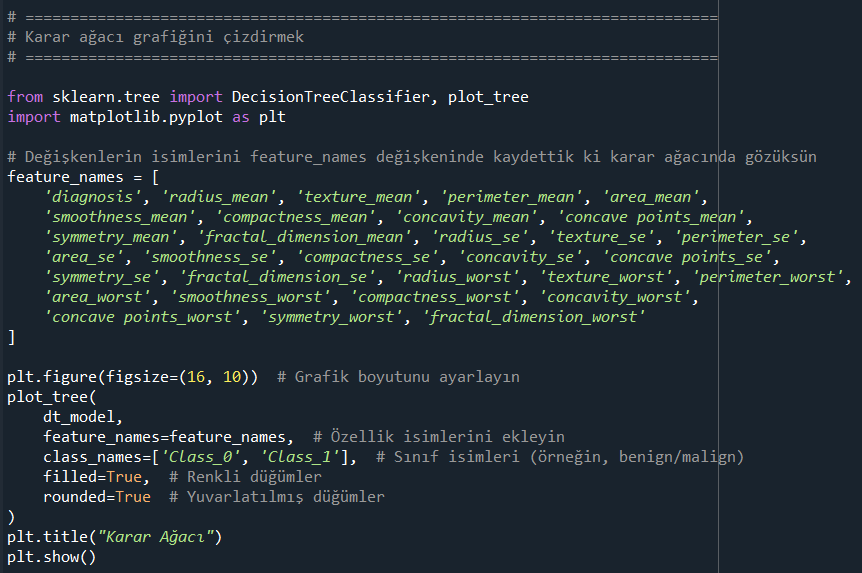 # =============================================================================
# Karar ağacı grafiğini çizdirmek
# =============================================================================
from sklearn.tree import DecisionTreeClassifier, plot_tree
import matplotlib.pyplot as plt
# Değişkenlerin isimlerini feature_names değişkeninde kaydettik ki karar ağacında gözüksün
feature_names = [
    'diagnosis', 'radius_mean', 'texture_mean', 'perimeter_mean', 'area_mean',
    'smoothness_mean', 'compactness_mean', 'concavity_mean', 'concave points_mean',
    'symmetry_mean', 'fractal_dimension_mean', 'radius_se', 'texture_se', 'perimeter_se',
    'area_se', 'smoothness_se', 'compactness_se', 'concavity_se', 'concave points_se',
    'symmetry_se', 'fractal_dimension_se', 'radius_worst', 'texture_worst', 'perimeter_worst',
    'area_worst', 'smoothness_worst', 'compactness_worst', 'concavity_worst',
    'concave points_worst', 'symmetry_worst', 'fractal_dimension_worst'
]
plt.figure(figsize=(16, 10))  # Grafik boyutunu ayarlayın
plot_tree(
    dt_model,
    feature_names=feature_names,  # Özellik isimlerini ekleyin
    class_names=['Class_0', 'Class_1'],  # Sınıf isimleri (örneğin, benign/malign)
    filled=True,  # Renkli düğümler
    rounded=True  # Yuvarlatılmış düğümler
)
plt.title("Karar Ağacı")
plt.show()